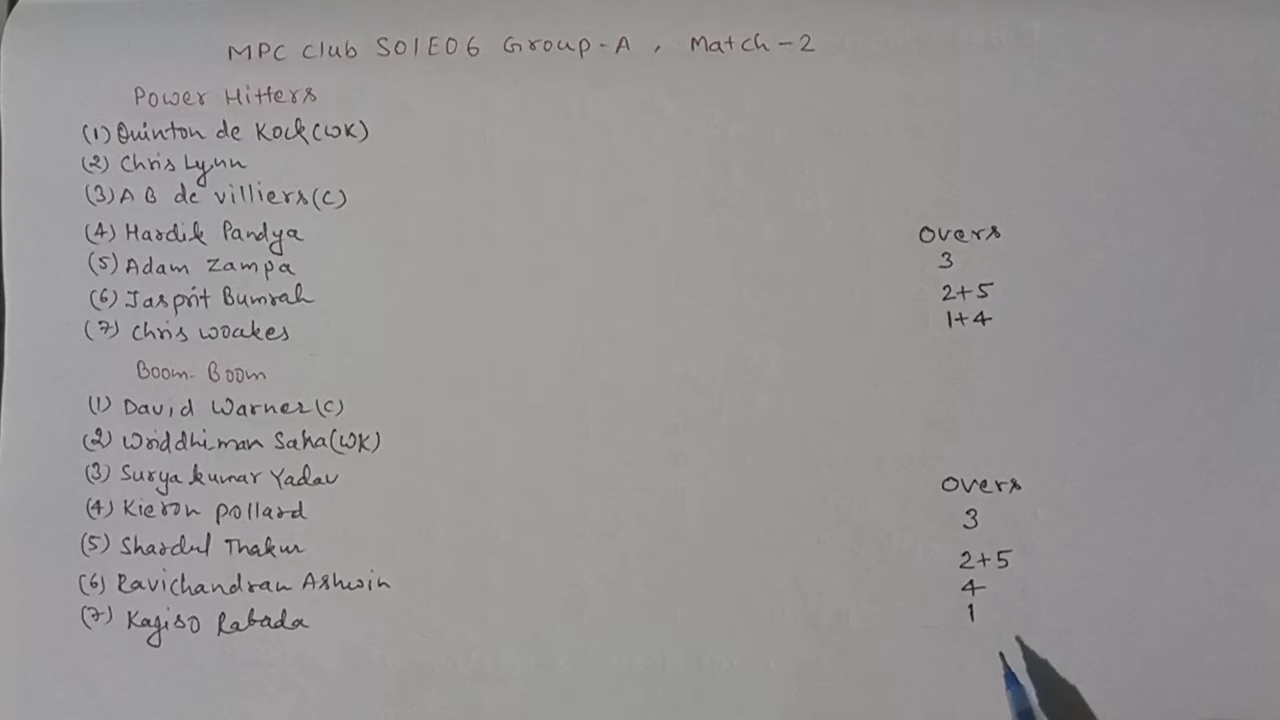 MPC Club S01E06 Group-A, Match-2
Power Hitters
(1) Quinton de Kock(WK)
(2) Chris Lynn
(3) A B de villiers(C)
(4) Hardik Pandya
Overs
(5) Adam Zampa
3
(6) Jasprit Bumrah
2+5
(7) Chris woakes
1+4
Boom-Boom
(1) David Warner(C)
(2) Wriddhiman Saha(WK)
(3) Surya kumar Yadav
Overs
(4) Kieron pollard
3
(5) Shardul Thakur
2+5
(6) Ravichandran Ashwin
4
(7) Kagiso Rabada
1